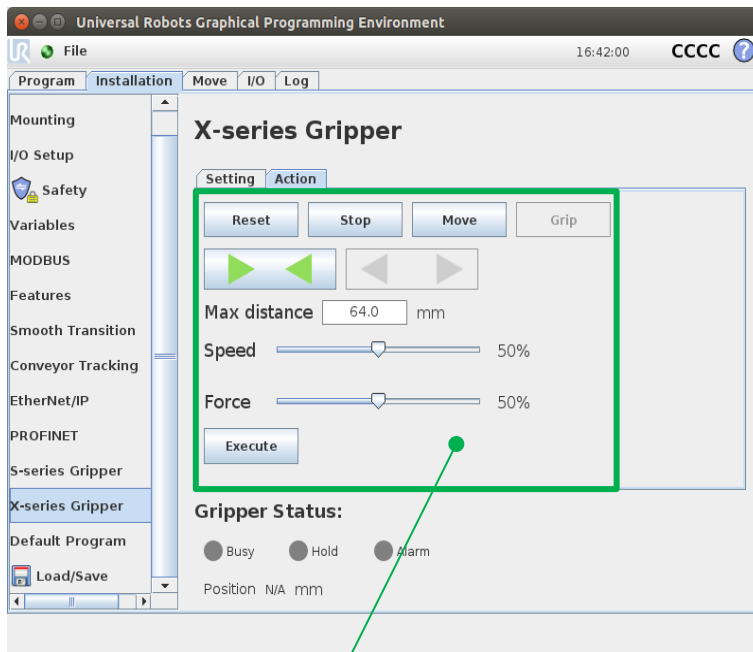 Universal Robots Graphical Programming Environment
UR File 16:42:00 CCCC ?
Program Installation Move I/O Log
Mounting
I/O Setup
Safety
Variables
MODBUS
Features
Smooth Transition
Conveyor Tracking
EtherNet/IP
PROFINET
S-series Gripper
X-series Gripper
Default Program
Load/Save
X-series Gripper
Setting Action
Reset Stop Move Grip
Max distance 64.0 mm
Speed 50%
Force 50%
Execute
Gripper Status:
Busy Hold Alarm
Position N/A mm